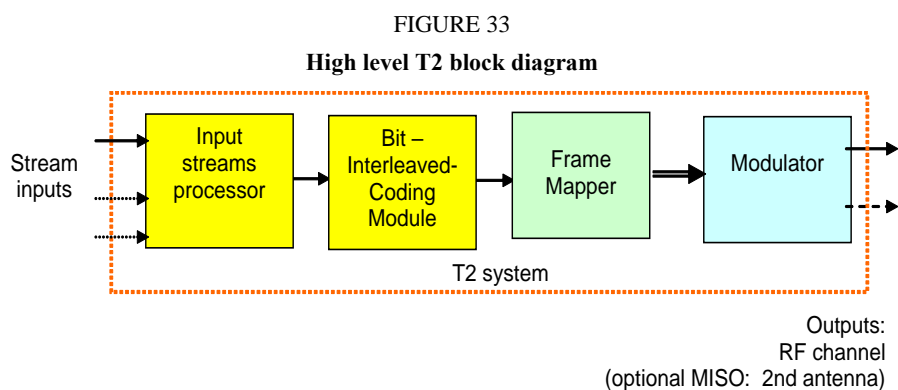 FIGURE 33
High level T2 block diagram
Stream
inputs
Input
streams
processor
Bit –
Interleaved-
Coding
Module
Frame
Mapper
Modulator
T2 system
Outputs:
RF channel
(optional MISO: 2nd antenna)